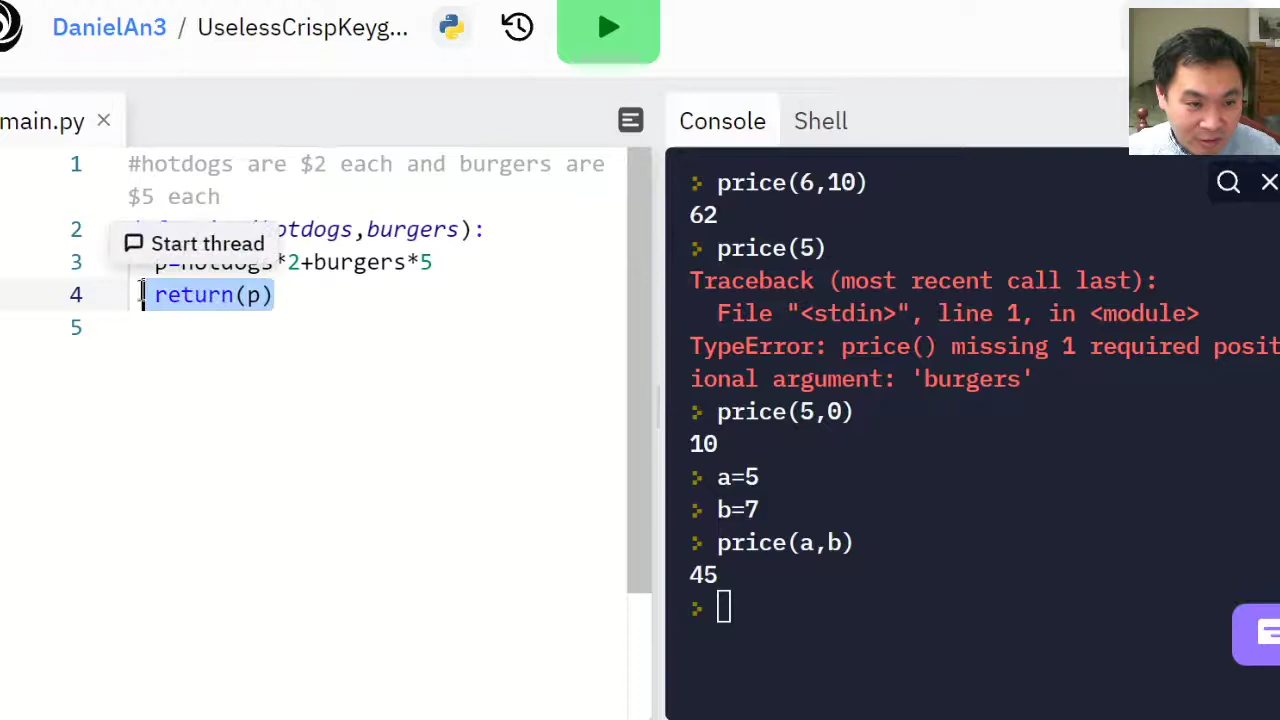 DanielAn3 / UselessCrispKeyg...
main.py
Console Shell
1 #hotdogs are $2 each and burgers are
$5 each
2 hotdogs,burgers):
Start thread
3 p=hotdogs*2+burgers*5
4 return(p)
5
price(6,10)
62
price(5)
Traceback (most recent call last):
File "<stdin>", line 1, in <module>
TypeError: price() missing 1 required posit
ional argument: 'burgers'
price(5,0)
10
a=5
b=7
price(a,b)
45